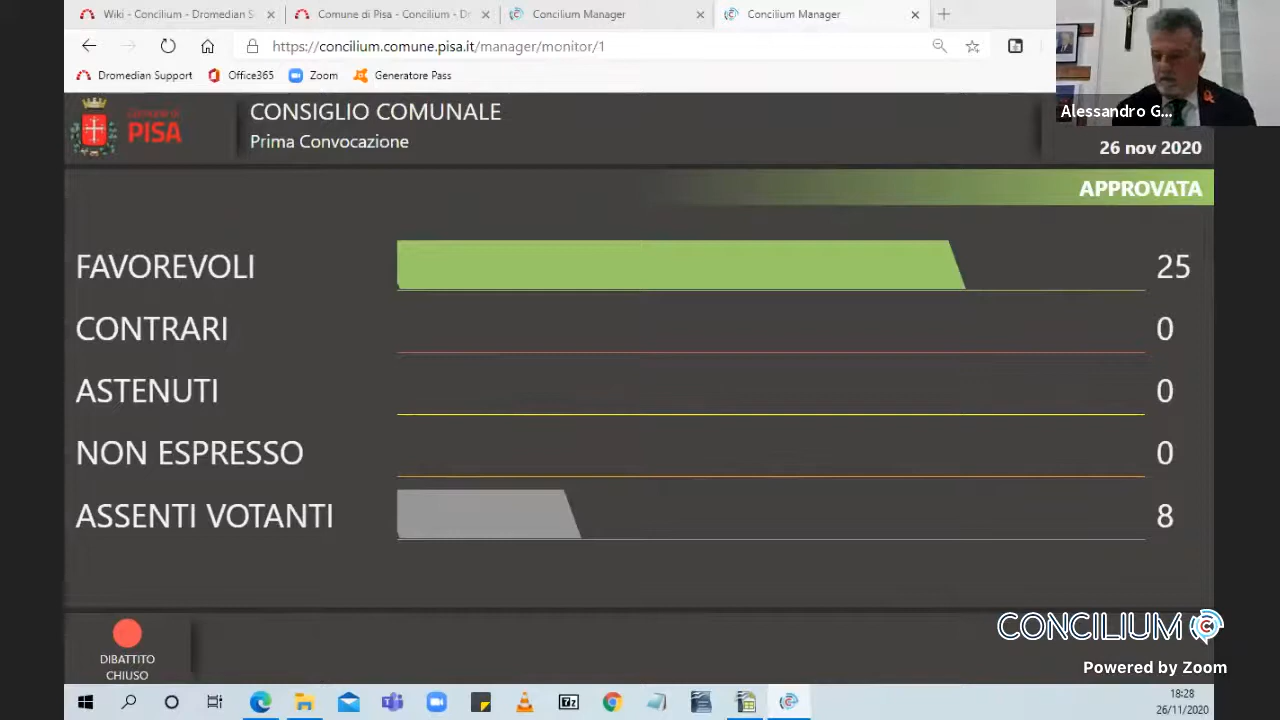 Wiki - Concilium - Dromedian S
Comune di Pisa - Concilium - Dr
Concilium Manager
Concilium Manager
https://concilium.comune.pisa.it/manager/monitor/1
Dromedian Support
Office365
Zoom
Generatore Pass
Alessandro G...
Comune di
PISA
CONSIGLIO COMUNALE
Prima Convocazione
26 nov 2020
APPROVATA
FAVOREVOLI 25
CONTRARI 0
ASTENUTI 0
NON ESPRESSO 0
ASSENTI VOTANTI 8
DIBATTITO
CHIUSO
CONCILIUM
Powered by Zoom
18:28
26/11/2020